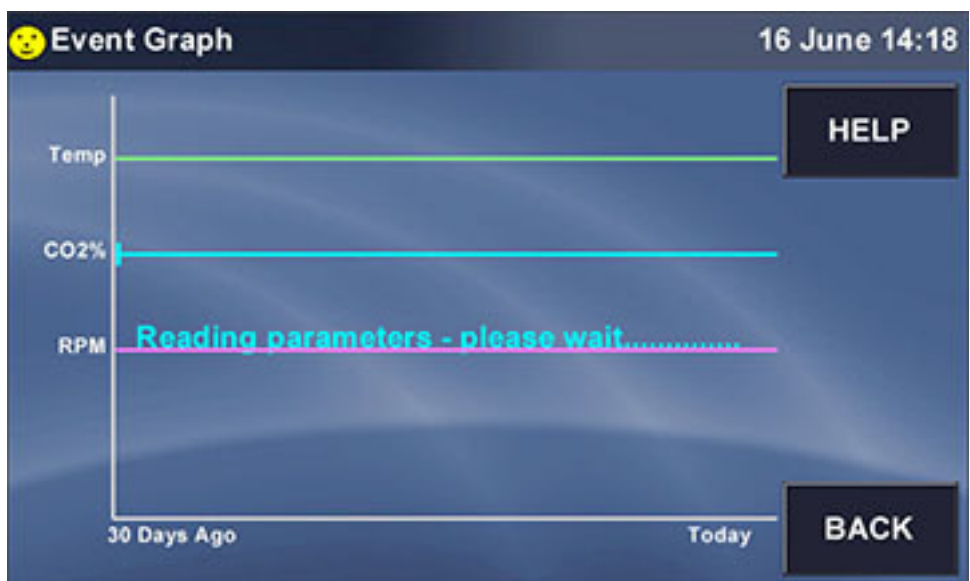 Event Graph
16 June 14:18
HELP
Temp
CO2%
RPM
Reading parameters - please wait..............
30 Days Ago
Today
BACK